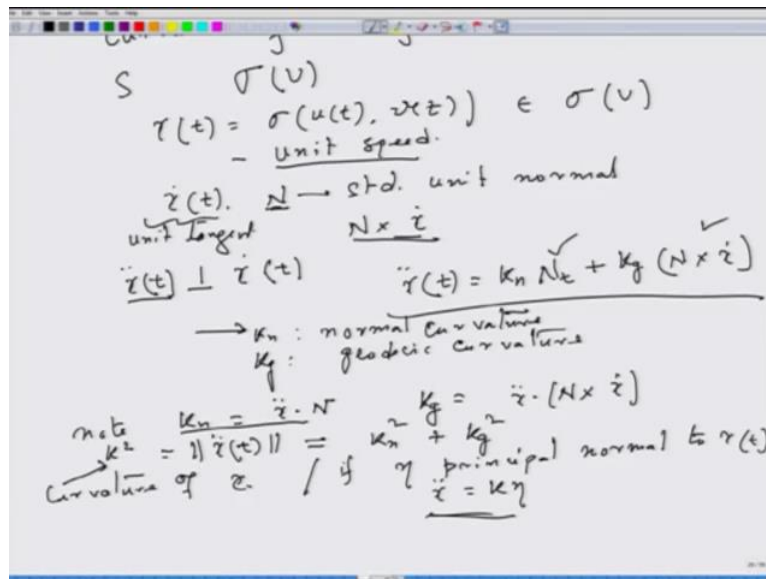 S σ(U)
γ(t) = σ(u(t), v(t)) ∈ σ(U)
- unit speed.
γ̇(t). N → std. unit normal
unit tangent N × γ̇
γ̈(t) ⊥ γ̇(t) γ̈(t) = κn Nt + κg (N × γ̇)
→ κn : normal curvature
κg : geodesic curvature
note κn = γ̈ · N κg = γ̈ · (N × γ̇)
κ² = ||γ̈(t)|| = κn² + κg²
curvature of γ. / if η principal normal to γ(t)
γ̈ = κη